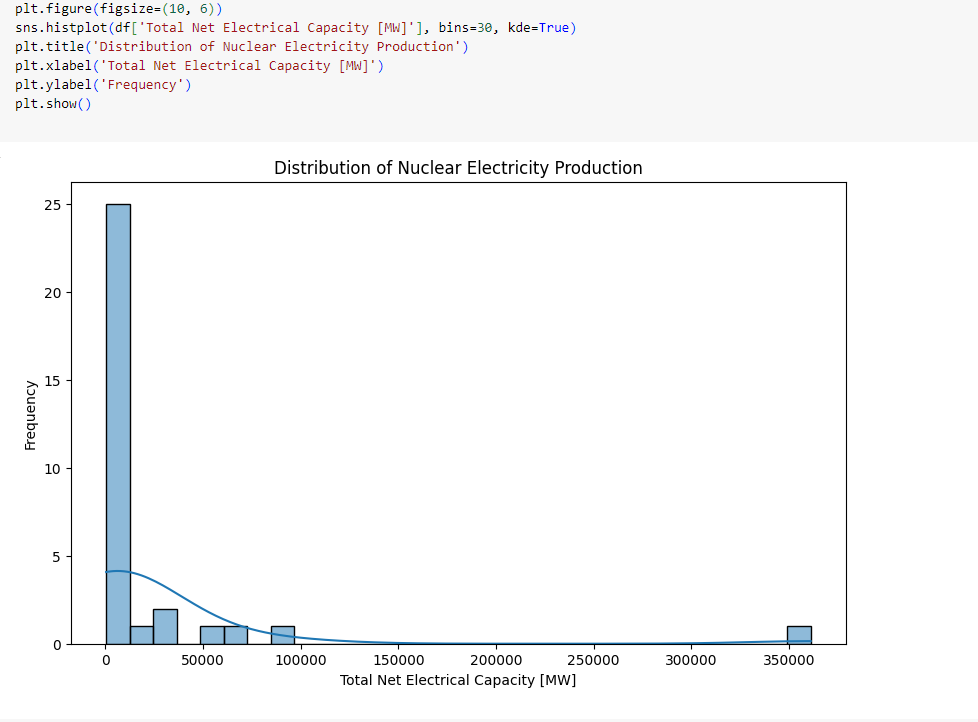 plt.figure(figsize=(10, 6))
sns.histplot(df['Total Net Electrical Capacity [MW]'], bins=30, kde=True)
plt.title('Distribution of Nuclear Electricity Production')
plt.xlabel('Total Net Electrical Capacity [MW]')
plt.ylabel('Frequency')
plt.show()
Distribution of Nuclear Electricity Production
25
20
15
10
5
0
Frequency
0 50000 100000 150000 200000 250000 300000 350000
Total Net Electrical Capacity [MW]